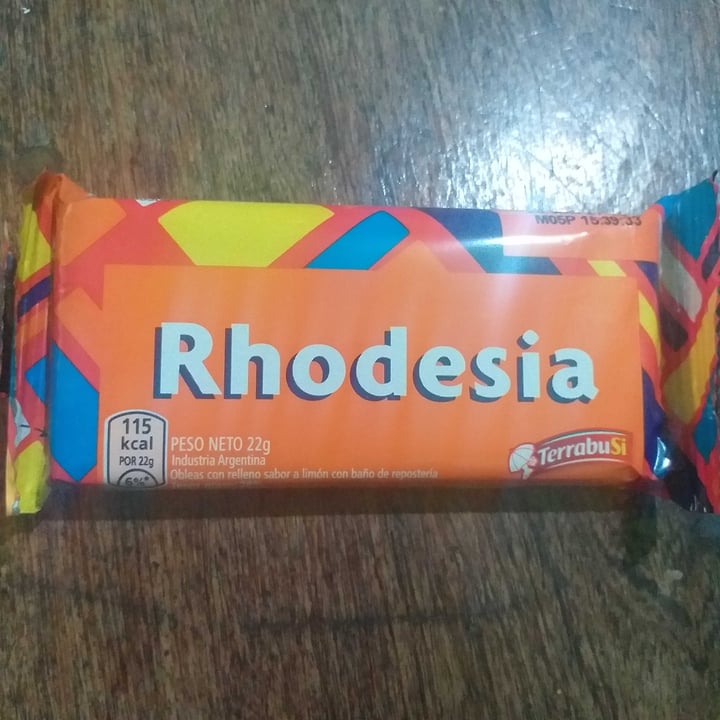 M05P 15:39:33
Rhodesia
115
kcal
POR 22g
6%*
PESO NETO 22g
Industria Argentina
Obleas con relleno sabor a limón con baño de repostería
TerrabuSi